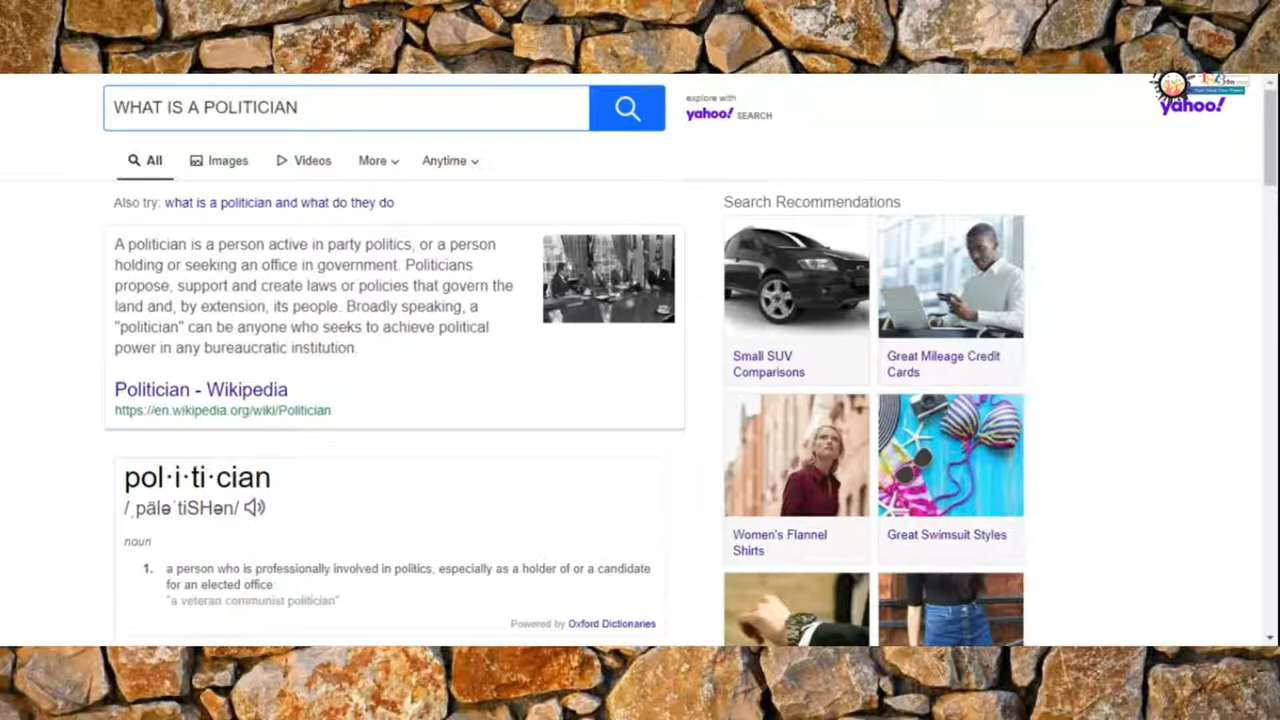 WHAT IS A POLITICIAN
explore with
yahoo! SEARCH
yahoo!
All Images Videos More Anytime
Also try: what is a politician and what do they do
A politician is a person active in party politics, or a person
holding or seeking an office in government. Politicians
propose, support and create laws or policies that govern the
land and, by extension, its people. Broadly speaking, a
"politician" can be anyone who seeks to achieve political
power in any bureaucratic institution.
Politician - Wikipedia
https://en.wikipedia.org/wiki/Politician
pol·i·ti·cian
/ˌpäləˈtiSHən/
noun
1. a person who is professionally involved in politics, especially as a holder of or a candidate
for an elected office:
"a veteran communist politician"
Powered by Oxford Dictionaries
Search Recommendations
Small SUV
Comparisons
Great Mileage Credit
Cards
Women's Flannel
Shirts
Great Swimsuit Styles